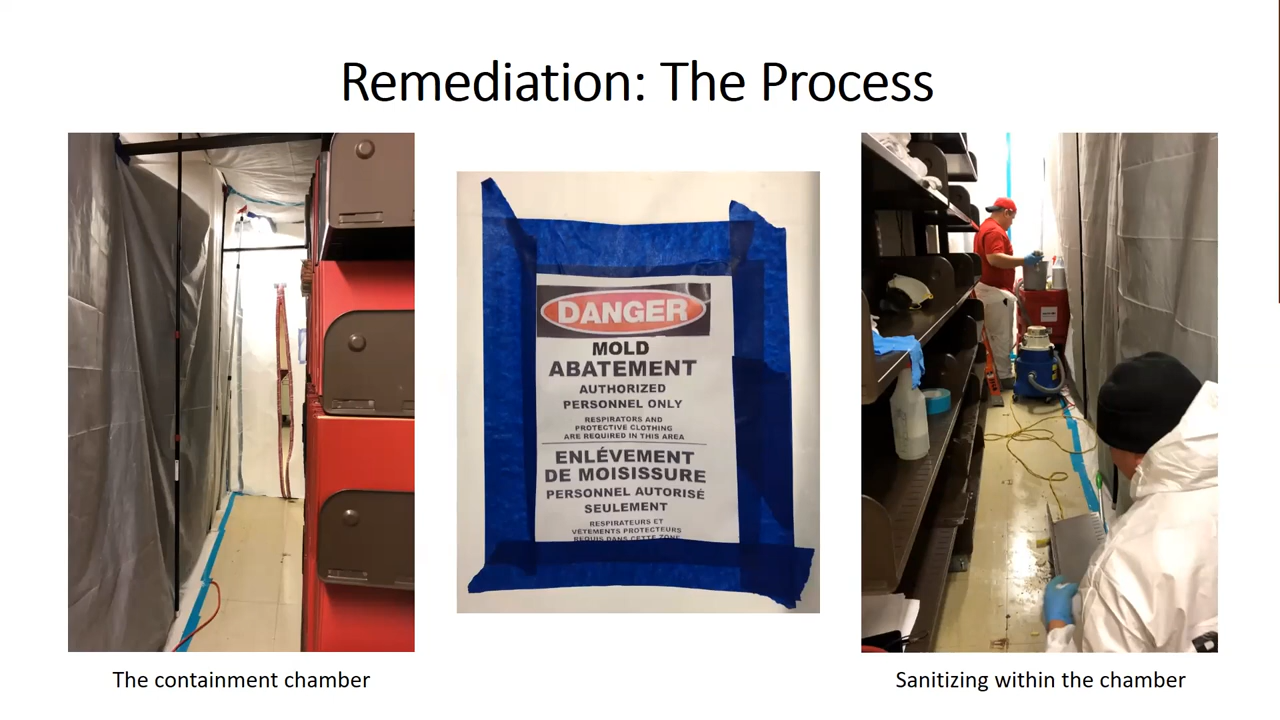 Remediation: The Process
DANGER
MOLD
ABATEMENT
AUTHORIZED
PERSONNEL ONLY
RESPIRATORS AND
PROTECTIVE CLOTHING
ARE REQUIRED IN THIS AREA
ENLÉVEMENT
DE MOISISSURE
PERSONNEL AUTORISÉ
SEULEMENT
RESPIRATEURS ET
VÊTEMENTS PROTECTEURS
REQUIS DANS CETTE ZONE
The containment chamber
Sanitizing within the chamber